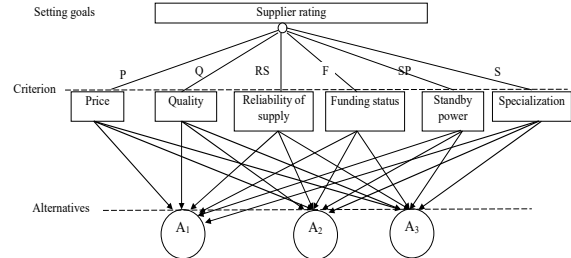 Setting goals Supplier rating
P Q RS F SP S
Criterion
Price Quality Reliability of supply Funding status Standby power Specialization
Alternatives
A₁ A₂ A₃